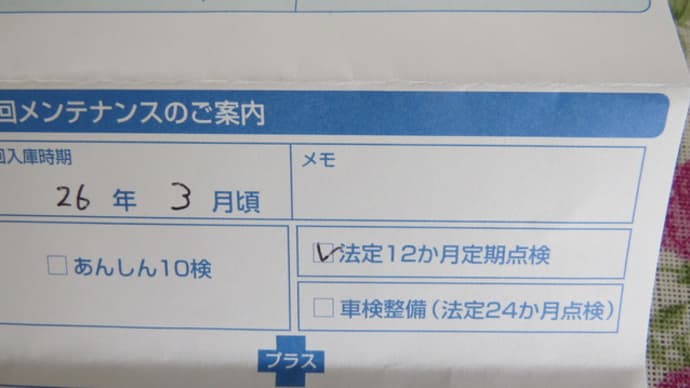 回メンテナンスのご案内
回入庫時期
メモ
26 年 3 月頃
あんしん10検
法定12か月定期点検
車検整備(法定24か月点検)
プラス